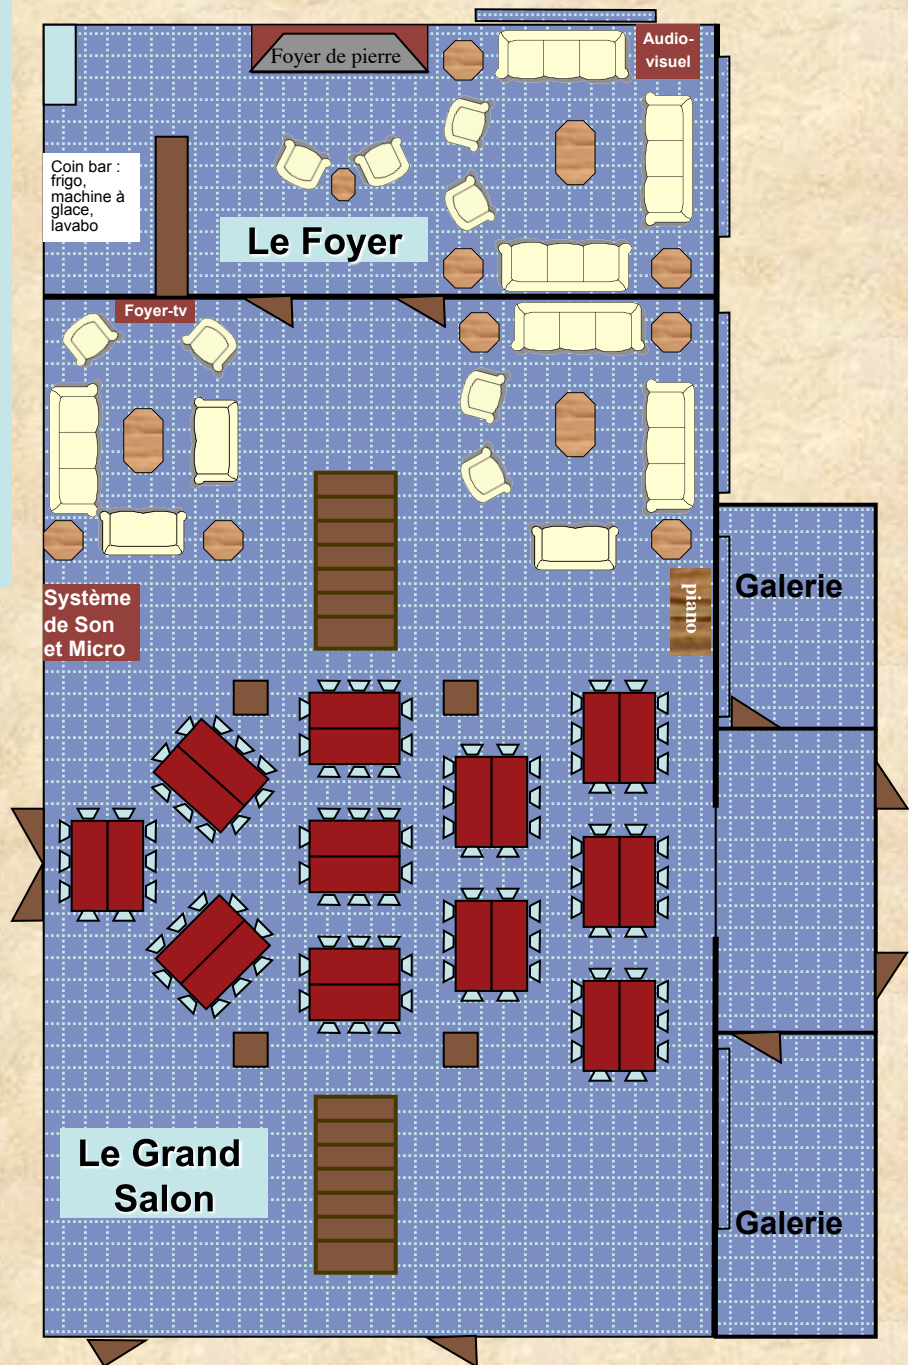 Foyer de pierre
Audio-
visuel
Coin bar :
frigo,
machine à
glace,
lavabo
Le Foyer
Foyer-tv
Système
de Son
et Micro
piano
Galerie
Le Grand
Salon
Galerie